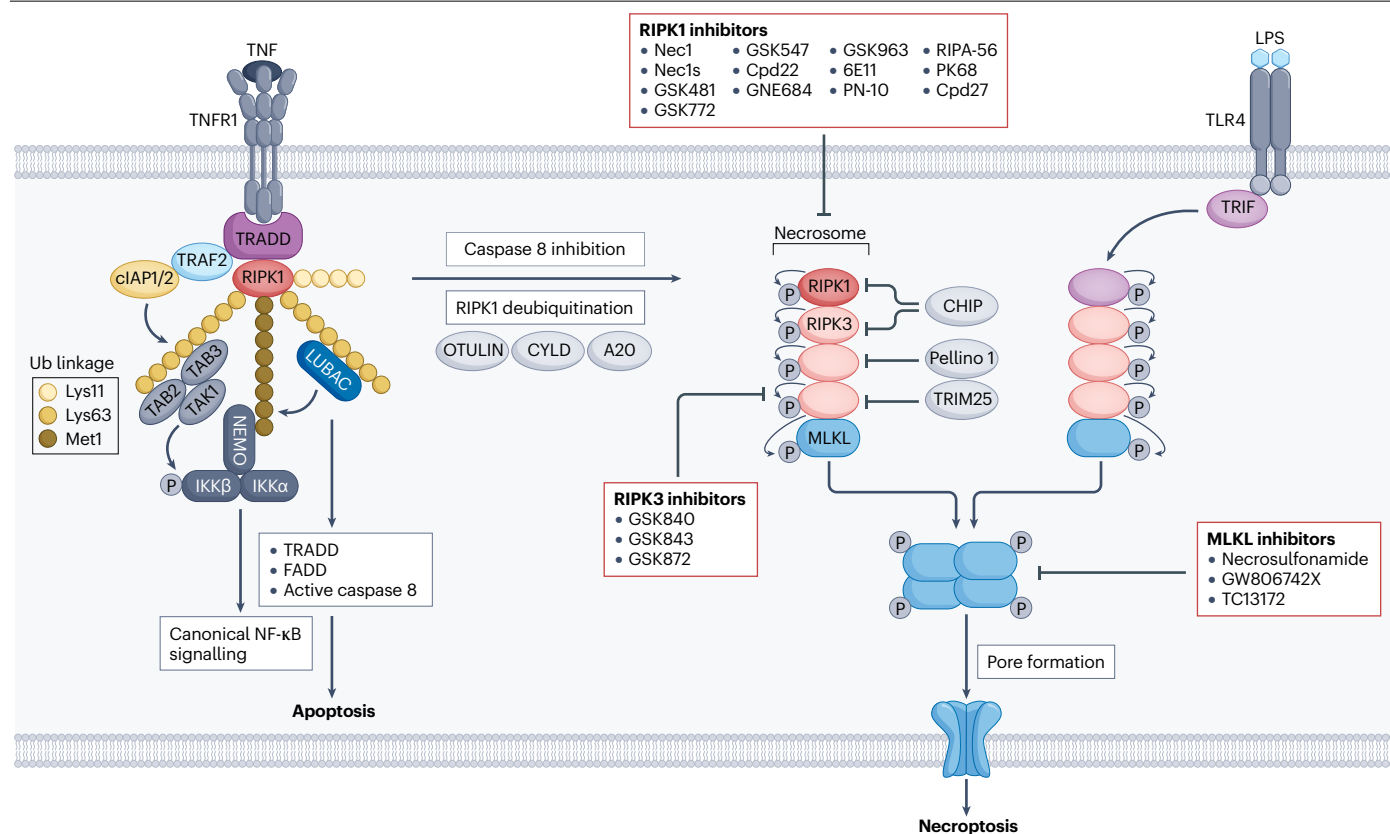 TNF
TNFR1
TRADD
TRAF2
cIAP1/2
RIPK1
TAB3
TAB2
TAK1
LUBAC
NEMO
P
IKKβ
IKKα
Ub linkage
Lys11
Lys63
Met1
• TRADD
• FADD
• Active caspase 8
Canonical NF-κB
signalling
Apoptosis
Caspase 8 inhibition
RIPK1 deubiquitination
OTULIN
CYLD
A20
RIPK1 inhibitors
• Nec1
• Nec1s
• GSK481
• GSK772
• GSK547
• Cpd22
• GNE684
• GSK963
• 6E11
• PN-10
• RIPA-56
• PK68
• Cpd27
Necrosome
P
RIPK1
P
RIPK3
P
P
P
MLKL
CHIP
Pellino 1
TRIM25
RIPK3 inhibitors
• GSK840
• GSK843
• GSK872
LPS
TLR4
TRIF
P
P
P
P
P
P
P
P
P
MLKL inhibitors
• Necrosulfonamide
• GW806742X
• TC13172
Pore formation
Necroptosis